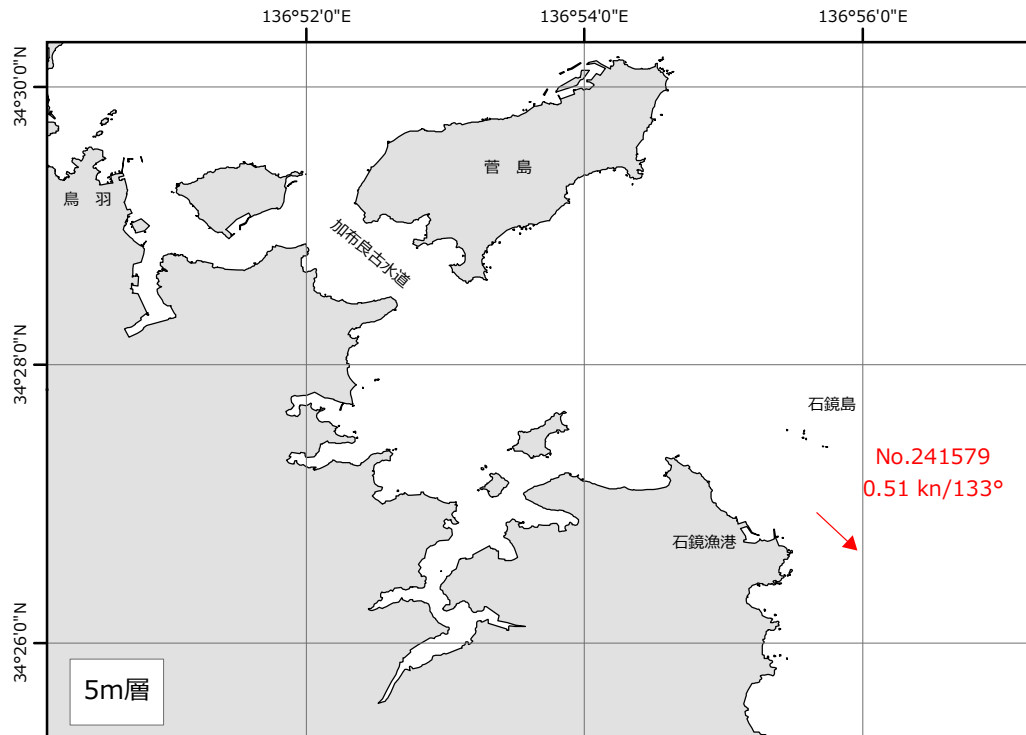 136°52'0"E
136°54'0"E
136°56'0"E
34°30'0"N
菅 島
鳥 羽
加布良古水道
34°28'0"N
石鏡島
No.241579
0.51 kn/133°
石鏡漁港
34°26'0"N
5m層